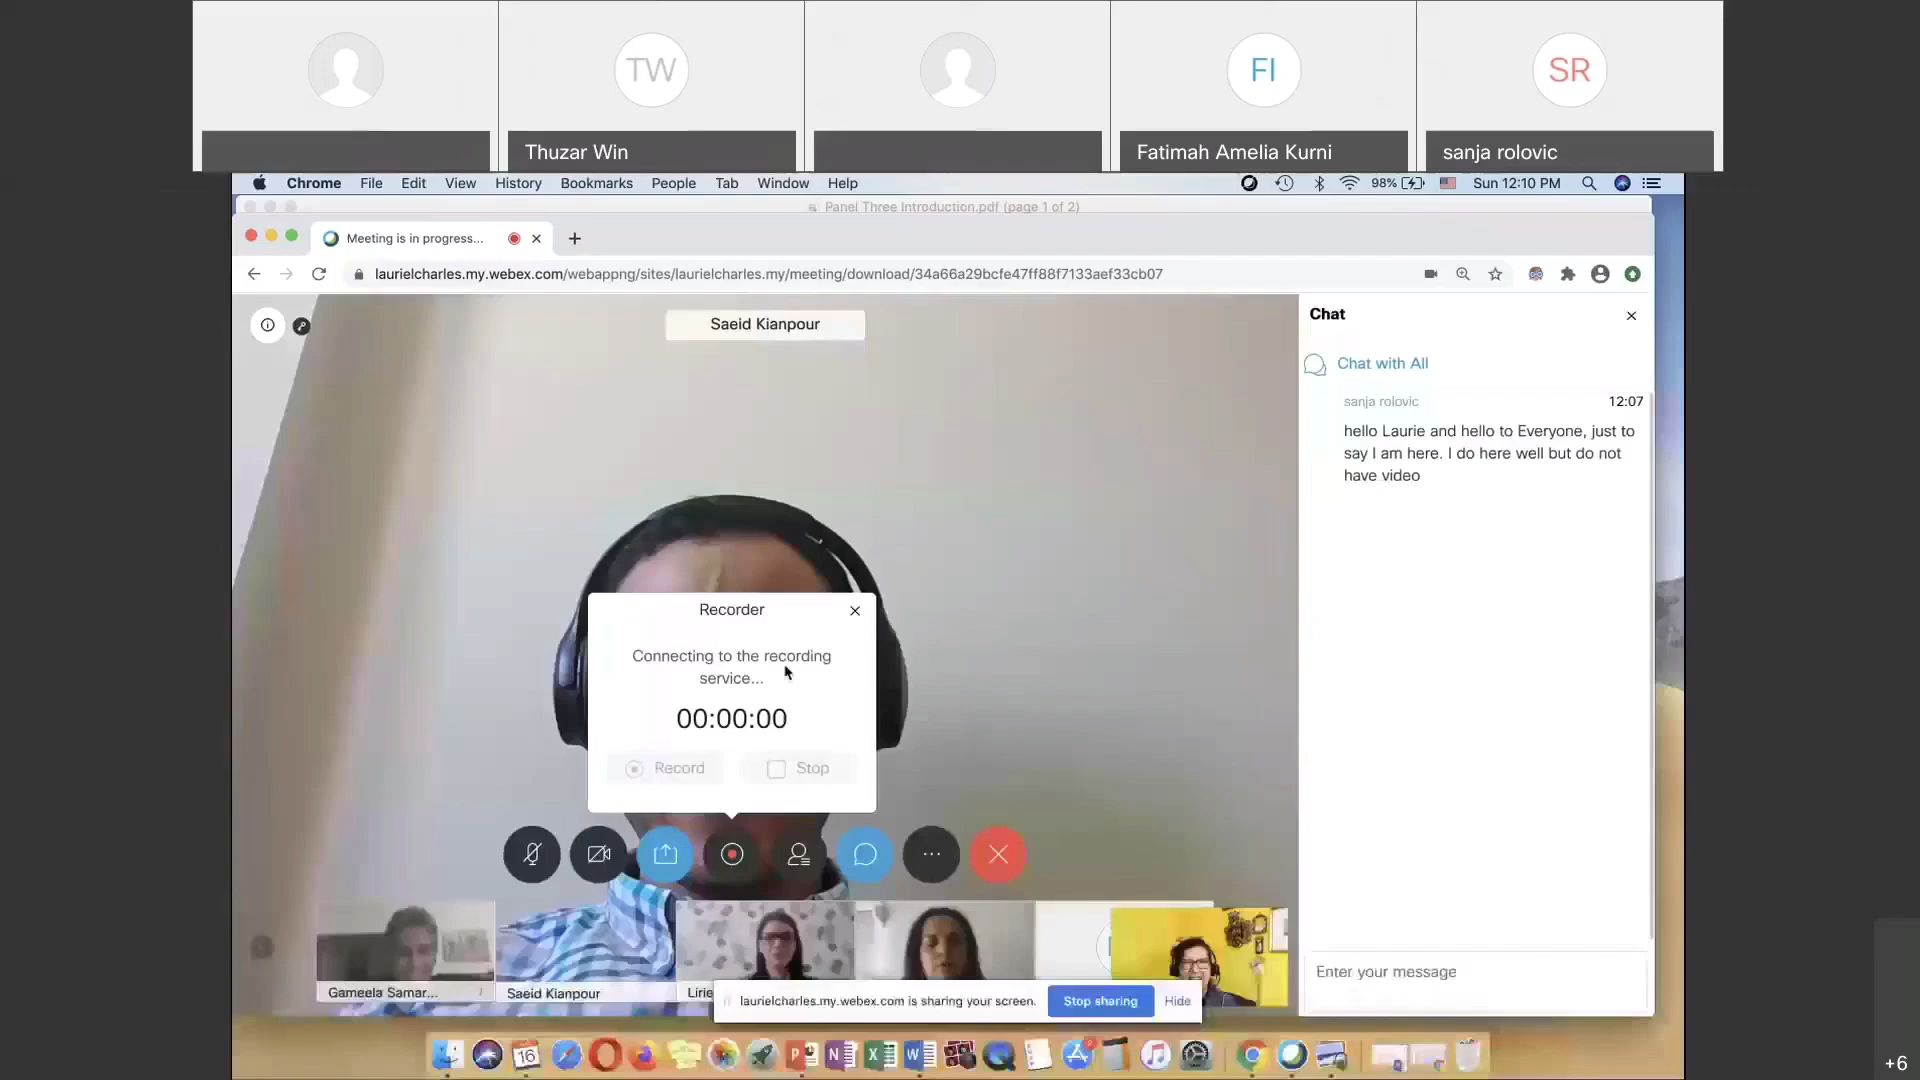 TW
FI
SR
Thuzar Win
Fatimah Amelia Kurni
sanja rolovic
Chrome File Edit View History Bookmarks People Tab Window Help
98%
Sun 12:10 PM
Panel Three Introduction.pdf (page 1 of 2)
Meeting is in progress...
laurielcharles.my.webex.com/webappng/sites/laurielcharles.my/meeting/download/34a66a29bcfe47ff88f7133aef33cb07
Saeid Kianpour
Chat
Chat with All
sanja rolovic 12:07
hello Laurie and hello to Everyone, just to
say I am here. I do here well but do not
have video
Recorder
Connecting to the recording
service...
00:00:00
Record
Stop
Gameela Samar...
Saeid Kianpour
Lirie
laurielcharles.my.webex.com is sharing your screen.
Stop sharing
Hide
Enter your message
16
+6